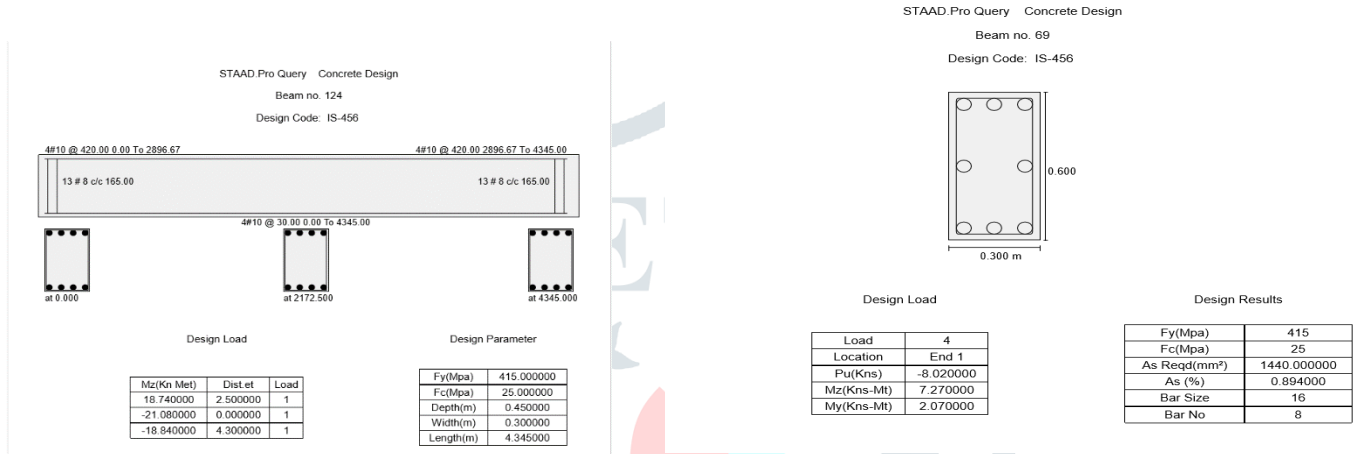 STAAD.Pro Query Concrete Design
Beam no. 124
Design Code: IS-456
4#10 @ 420.00 0.00 To 2896.67 4#10 @ 420.00 2896.67 To 4345.00
13 # 8 c/c 165.00 13 # 8 c/c 165.00
4#10 @ 30.00 0.00 To 4345.00
at 0.000 at 2172.500 at 4345.000
Design Load Design Parameter
Mz(Kn Met) Dist.et Load
18.740000 2.500000 1
-21.080000 0.000000 1
-18.840000 4.300000 1
Fy(Mpa) 415.000000
Fc(Mpa) 25.000000
Depth(m) 0.450000
Width(m) 0.300000
Length(m) 4.345000
STAAD.Pro Query Concrete Design
Beam no. 69
Design Code: IS-456
0.600
0.300 m
Design Load Design Results
Load 4
Location End 1
Pu(Kns) -8.020000
Mz(Kns-Mt) 7.270000
My(Kns-Mt) 2.070000
Fy(Mpa) 415
Fc(Mpa) 25
As Reqd(mm²) 1440.000000
As (%) 0.894000
Bar Size 16
Bar No 8